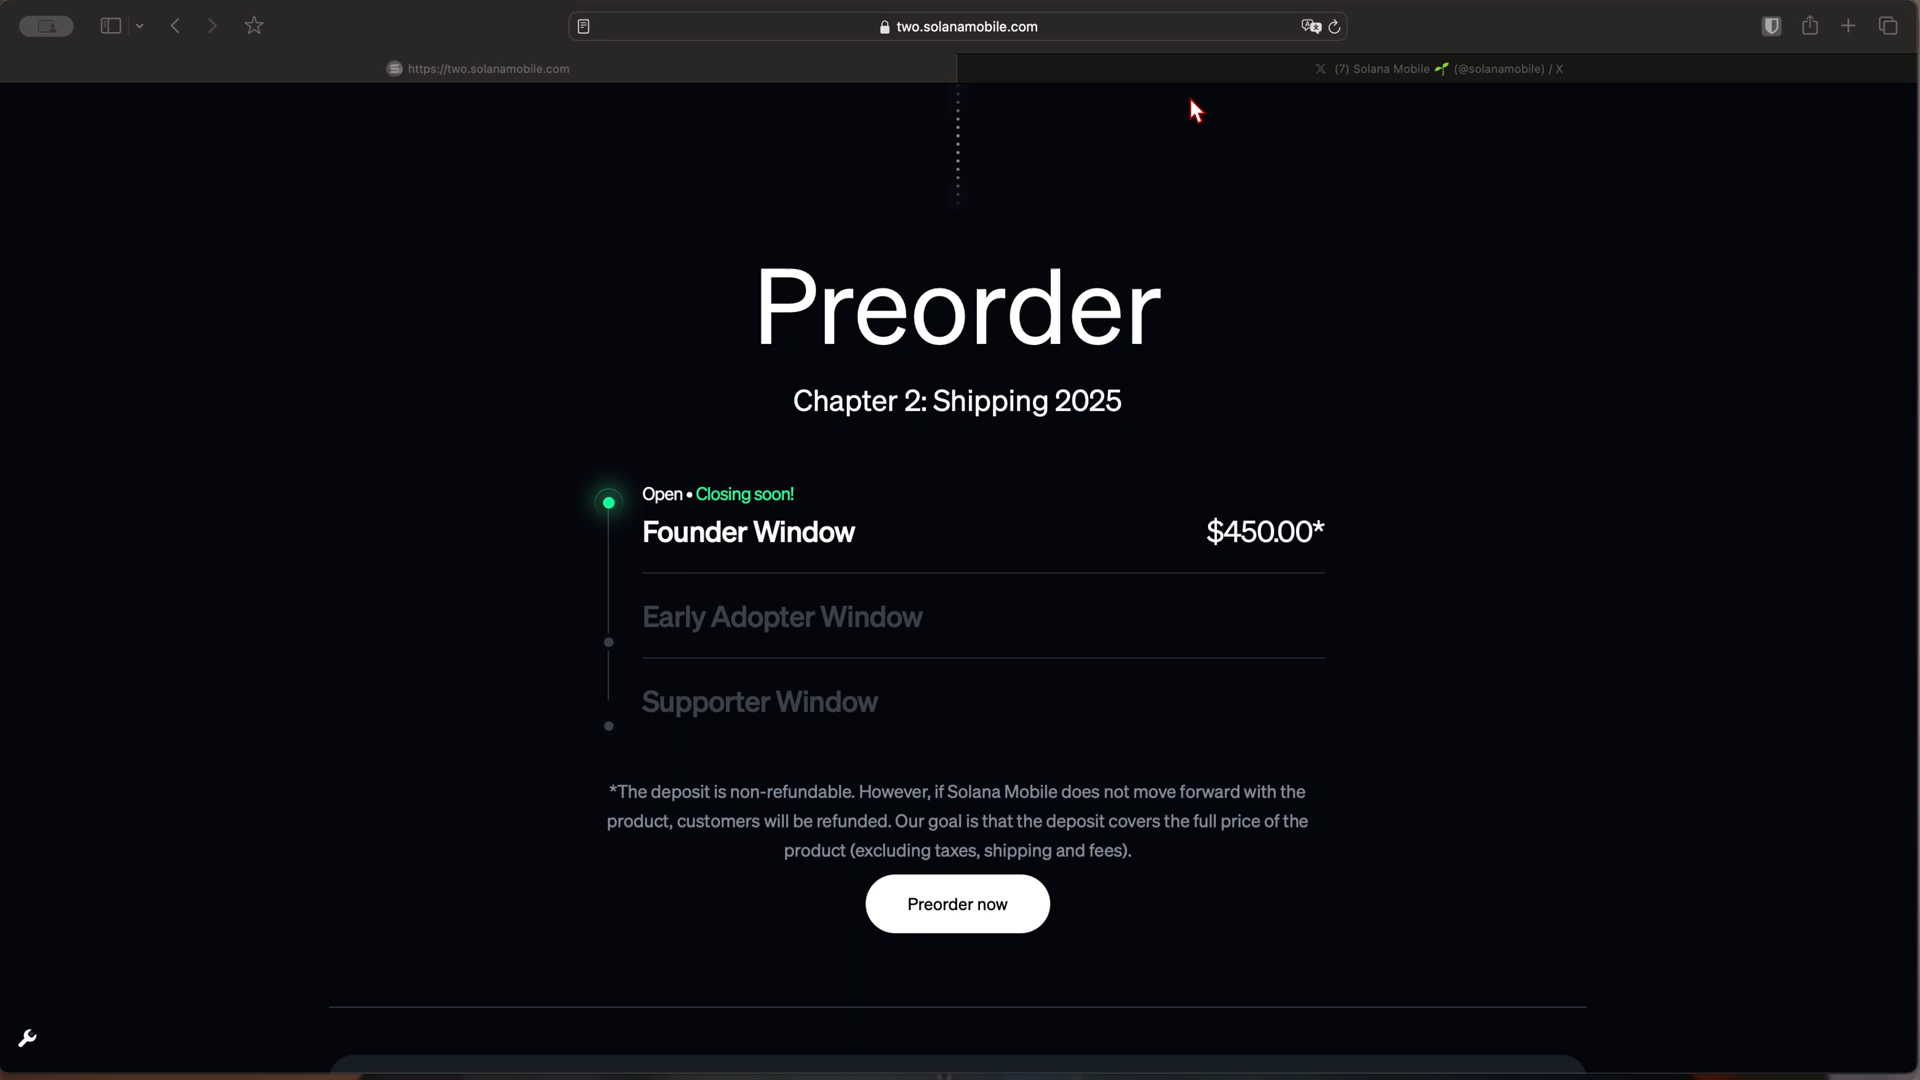 two.solanamobile.com
https://two.solanamobile.com
(7) Solana Mobile 🌱 (@solanamobile) / X
Preorder
Chapter 2: Shipping 2025
Open • Closing soon!
Founder Window $450.00*
Early Adopter Window
Supporter Window
*The deposit is non-refundable. However, if Solana Mobile does not move forward with the
product, customers will be refunded. Our goal is that the deposit covers the full price of the
product (excluding taxes, shipping and fees).
Preorder now